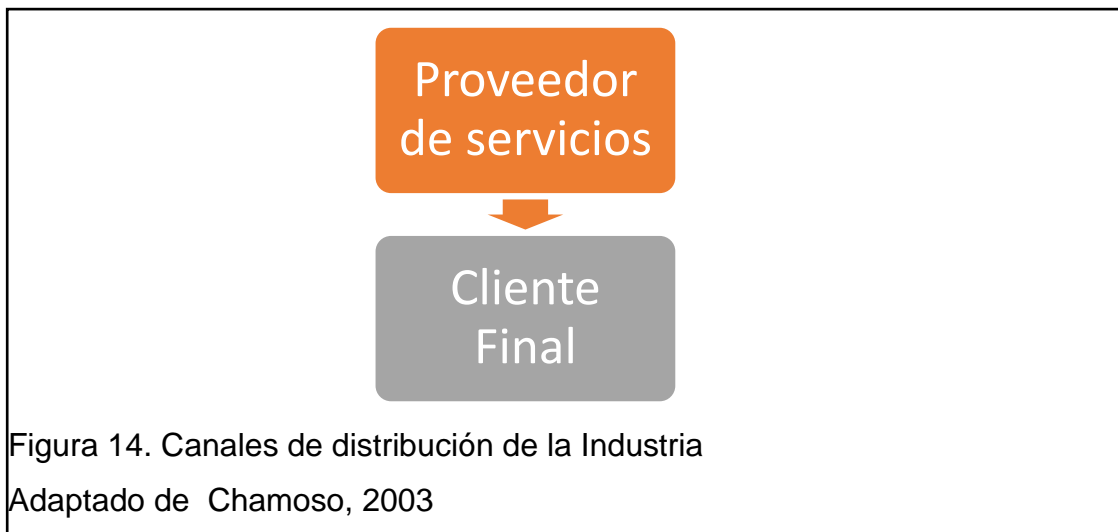 Proveedor
de servicios
Cliente
Final
Figura 14. Canales de distribución de la Industria
Adaptado de  Chamoso, 2003